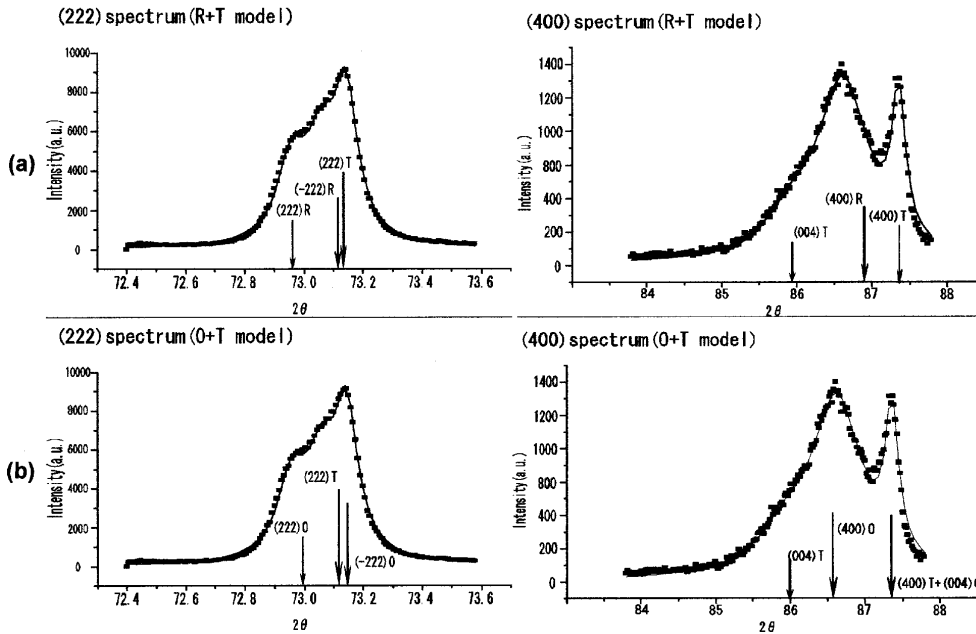 (222) spectrum(R+T model)
(400) spectrum(R+T model)
(a)
Intensity(a.u.)
10000
8000
6000
4000
2000
0
(222) T
(-222) R
(222) R
72.4 72.6 72.8 73.0 73.2 73.4 73.6
2θ
Intensity(a.u.)
1400
1200
1000
800
600
400
200
0
(400) R
(400) T
(004) T
84 85 86 87 88
2θ
(222) spectrum(O+T model)
(400) spectrum(O+T model)
(b)
Intensity(a.u.)
10000
8000
6000
4000
2000
0
(222) T
(222) O
(-222) O
72.4 72.6 72.8 73.0 73.2 73.4 73.6
2θ
Intensity(a.u.)
1400
1200
1000
800
600
400
200
0
(400) O
(004) T
(400) T+(004) O
84 85 86 87 88
2θ